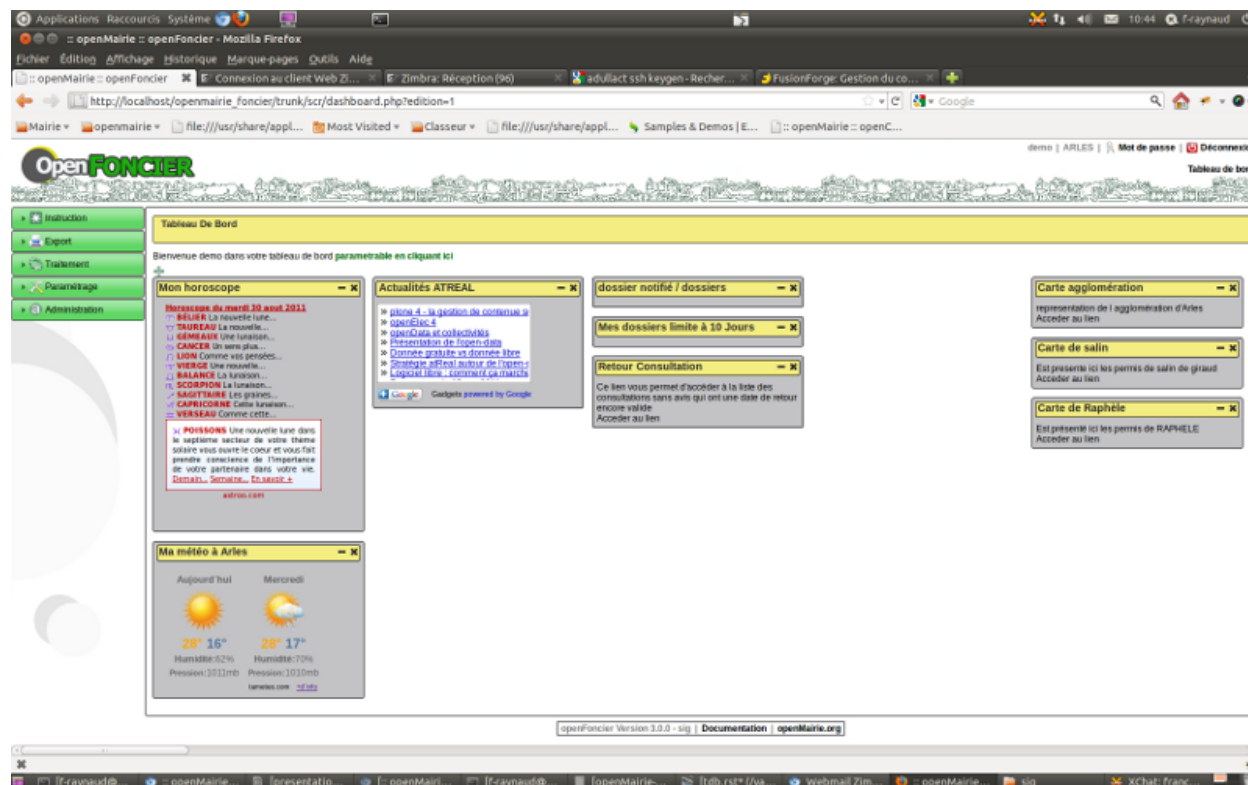 Applications Raccourcis Système 10:44 f-raynaud
:: openMairie :: openFoncier - Mozilla Firefox
Fichier Édition Affichage Historique Marque-pages Outils Aide
:: openMairie :: openFoncier Connexion au client Web Zi... Zimbra: Réception (96) adullact ssh keygen - Recher... FusionForge: Gestion du co...
http://localhost/openmairie_foncier/trunk/scr/dashboard.php?edition=1 Google
Mairie openmairie file:///usr/share/appl... Most Visited Classeur file:///usr/share/appl... Samples & Demos | E... :: openMairie :: openC...
demo | ARLES | Mot de passe | Déconnexio
OpenFONCIER
Tableau de bor
Instruction
Export
Traitement
Paramétrage
Administration
Tableau De Bord
Bienvenue demo dans votre tableau de bord parametrable en cliquant ici
Mon horoscope
Horoscope du mardi 30 aout 2011
BÉLIER La nouvelle lune...
TAUREAU La nouvelle...
GÉMEAUX Une lunaison...
CANCER Un sens plus...
LION Comme vos pensées...
VIERGE Une nouvelle...
BALANCE La lunaison...
SCORPION La lunaison...
SAGITTAIRE Les graines...
CAPRICORNE Cette lunaison...
VERSEAU Comme cette...
POISSONS Une nouvelle lune dans
le septième secteur de votre thème
solaire vous ouvre le coeur et vous fait
prendre conscience de l'importance
de votre partenaire dans votre vie.
Demain... Semaine... En savoir +
astroo.com
Ma météo à Arles
Aujourd'hui Mercredi
28° 16° 28° 17°
Humidité:62% Humidité:70%
Pression:1011mb Pression:1010mb
Actualités ATREAL
plone 4 - la gestion de contenue
openElec 4
openData et collectivités
Présentation de l'open-data
Donnée gratuite vs donnée libre
Stratégie atReal autour de l'open-
Logiciel libre : comment ça marche
Google Gadgets powered by Google
dossier notifié / dossiers
Mes dossiers limite à 10 Jours
Retour Consultation
Ce lien vous permet d'accéder à la liste des
consultations sans avis qui ont une date de retour
encore valide
Acceder au lien
Carte agglomération
representation de l agglomération d'Arles
Acceder au lien
Carte de salin
Est presente ici les permis de salin de giraud
Acceder au lien
Carte de Raphèle
Est présenté ici les permis de RAPHELE
Acceder au lien
openFoncier Version 3.0.0 - sig | Documentation | openMairie.org
[f-raynaud@... :: openMairie... [presentatio... [:: openMairi... [f-raynaud@... [openMairie-... [tdb.rst* (/va... Webmail Zim... :: openMairie... sig XChat: franc...